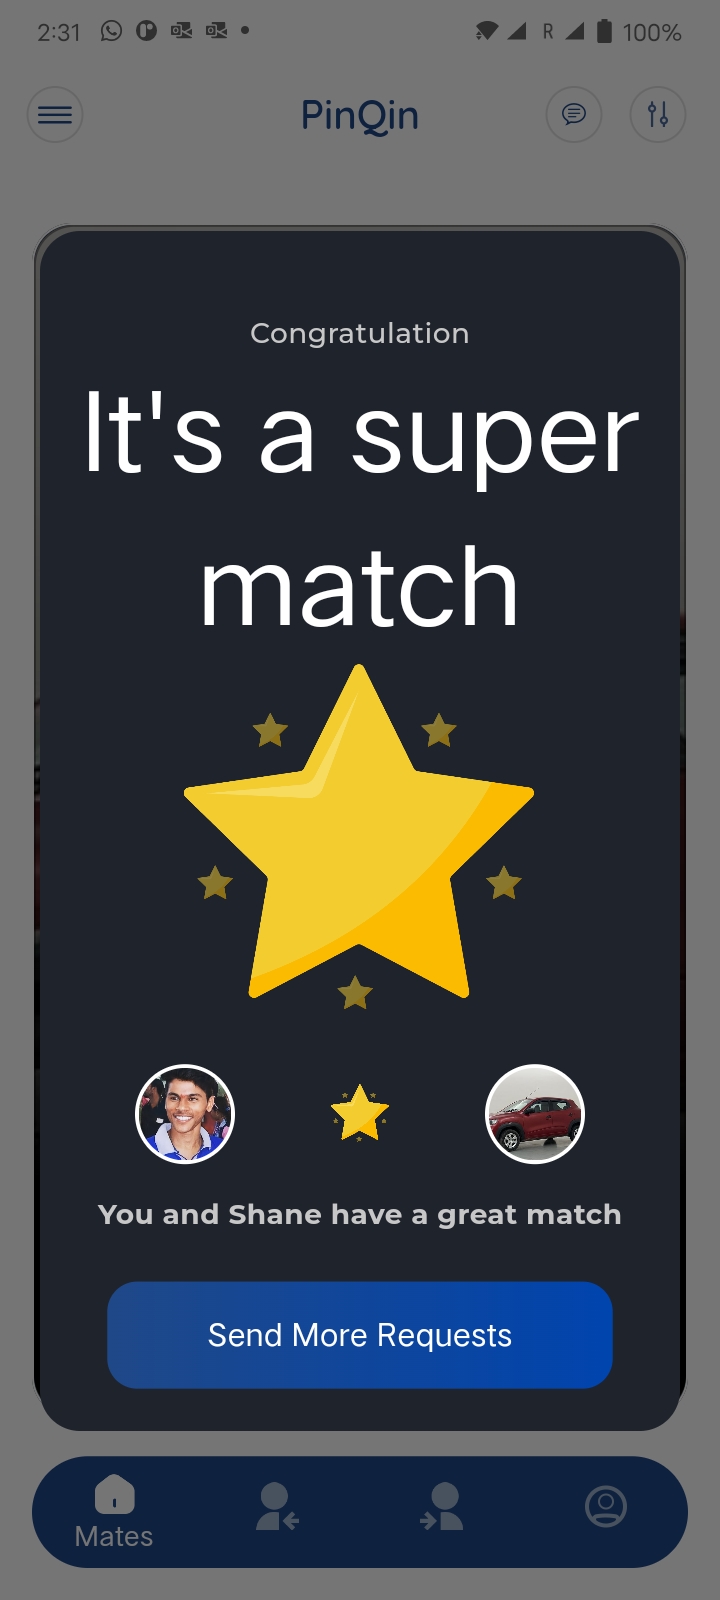 2:31
R
100%
PinQin
Congratulation
It's a super
match
You and Shane have a great match
Send More Requests
Mates